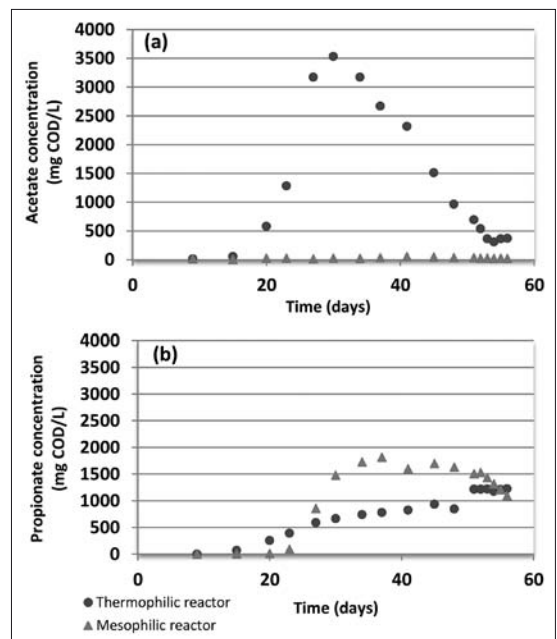 (a)
Acetate concentration
(mg COD/L)
4000
3500
3000
2500
2000
1500
1000
500
0
0 20 40 60
Time (days)
(b)
Propionate concentration
(mg COD/L)
4000
3500
3000
2500
2000
1500
1000
500
0
0 20 40 60
Time (days)
Thermophilic reactor
Mesophilic reactor